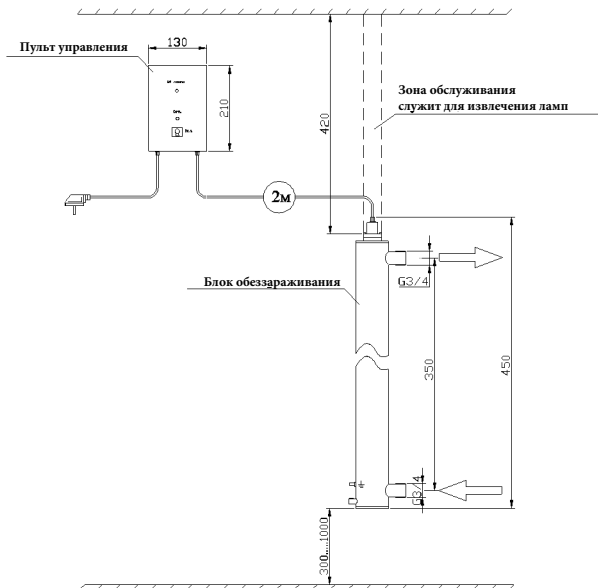 Пульт управления
130
210
420
Зона обслуживания
служит для извлечения ламп
2м
Блок обеззараживания
G3/4
350
450
G3/4
300.....1000